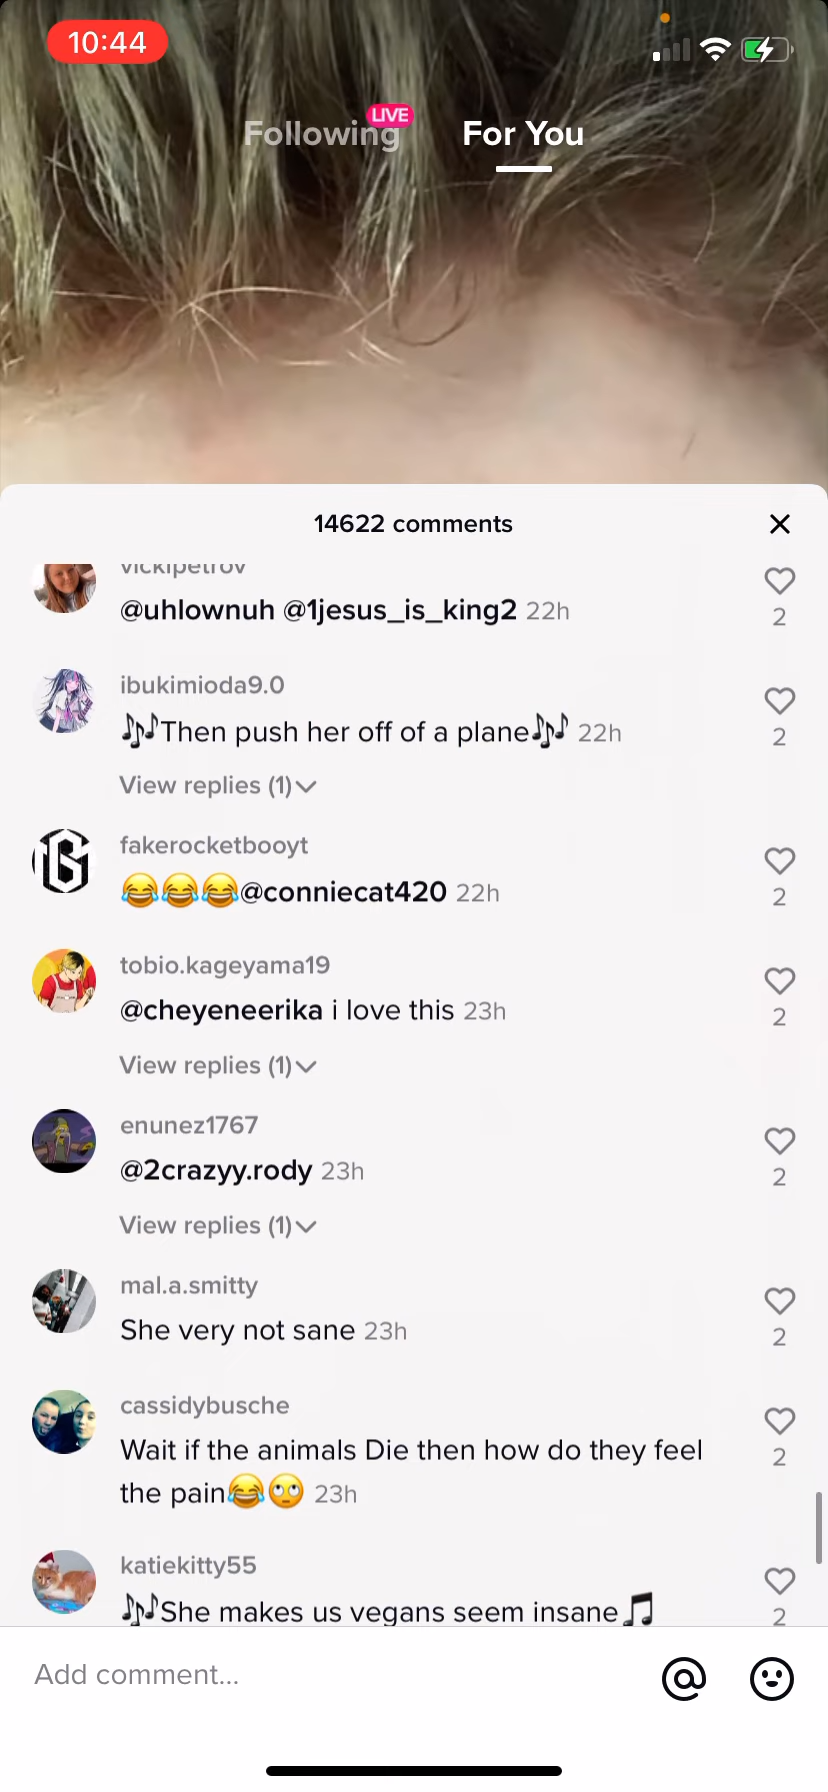 10:44
Following LIVE For You
14622 comments
vickipetrov
@uhlownuh @1jesus_is_king2 22h
2
ibukimioda9.0
🎶Then push her off of a plane🎶 22h
2
View replies (1)
fakerocketbooyt
😂😂😂@conniecat420 22h
2
tobio.kageyama19
@cheyeneerika i love this 23h
2
View replies (1)
enunez1767
@2crazyy.rody 23h
2
View replies (1)
mal.a.smitty
She very not sane 23h
2
cassidybusche
Wait if the animals Die then how do they feel
the pain😂🙄 23h
2
katiekitty55
🎶She makes us vegans seem insane🎵
2
Add comment...